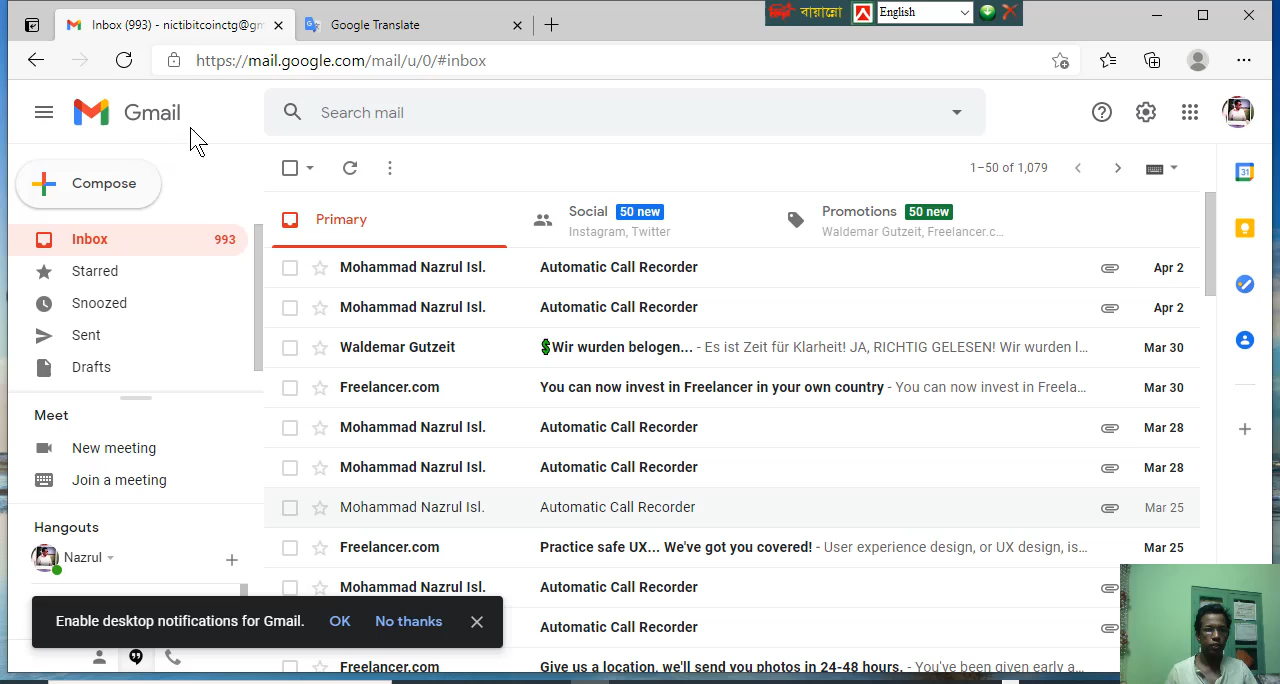 Inbox (993) - nictibitcoinctg@gm
Google Translate
বায়ান্নো
English
https://mail.google.com/mail/u/0/#inbox
Gmail
Search mail
Compose
1–50 of 1,079
Inbox 993
Starred
Snoozed
Sent
Drafts
Meet
New meeting
Join a meeting
Hangouts
Nazrul
Primary
Social 50 new
Instagram, Twitter
Promotions 50 new
Waldemar Gutzeit, Freelancer.c...
Mohammad Nazrul Isl. Automatic Call Recorder Apr 2
Mohammad Nazrul Isl. Automatic Call Recorder Apr 2
Waldemar Gutzeit 💲Wir wurden belogen... - Es ist Zeit für Klarheit! JA, RICHTIG GELESEN! Wir wurden l... Mar 30
Freelancer.com You can now invest in Freelancer in your own country - You can now invest in Freela... Mar 30
Mohammad Nazrul Isl. Automatic Call Recorder Mar 28
Mohammad Nazrul Isl. Automatic Call Recorder Mar 28
Mohammad Nazrul Isl. Automatic Call Recorder Mar 25
Freelancer.com Practice safe UX... We've got you covered! - User experience design, or UX design, is... Mar 25
Mohammad Nazrul Isl. Automatic Call Recorder
Automatic Call Recorder
Freelancer.com Give us a location, we'll send you photos in 24-48 hours. - You've been given early a...
Enable desktop notifications for Gmail. OK No thanks
31